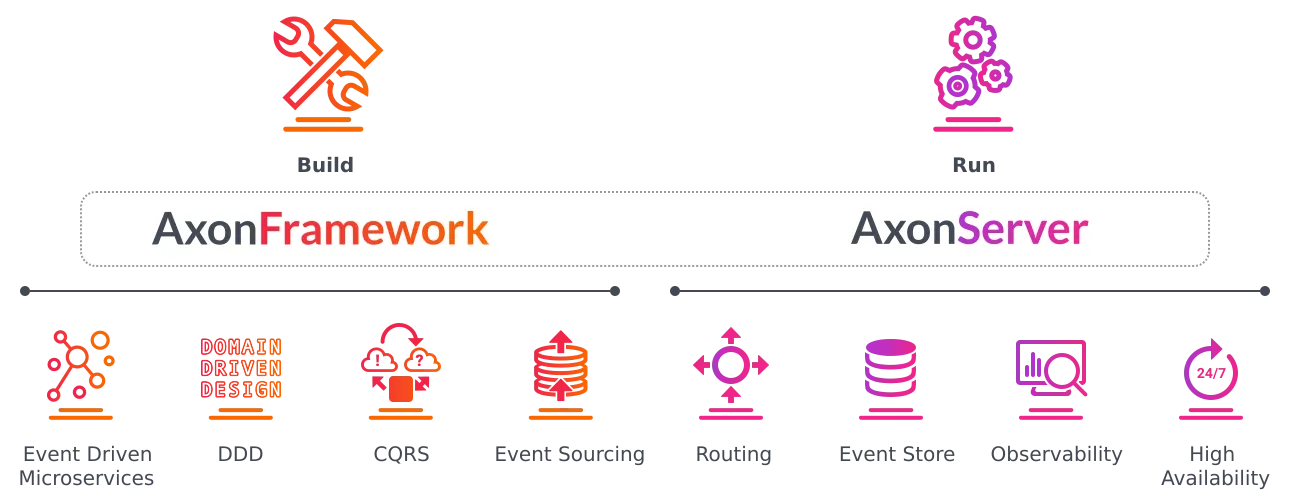 Build
Run
AxonFramework
AxonServer
DOMAIN
DRIVEN
DESIGN
!
?
24/7
Event Driven
Microservices
DDD
CQRS
Event Sourcing
Routing
Event Store
Observability
High
Availability